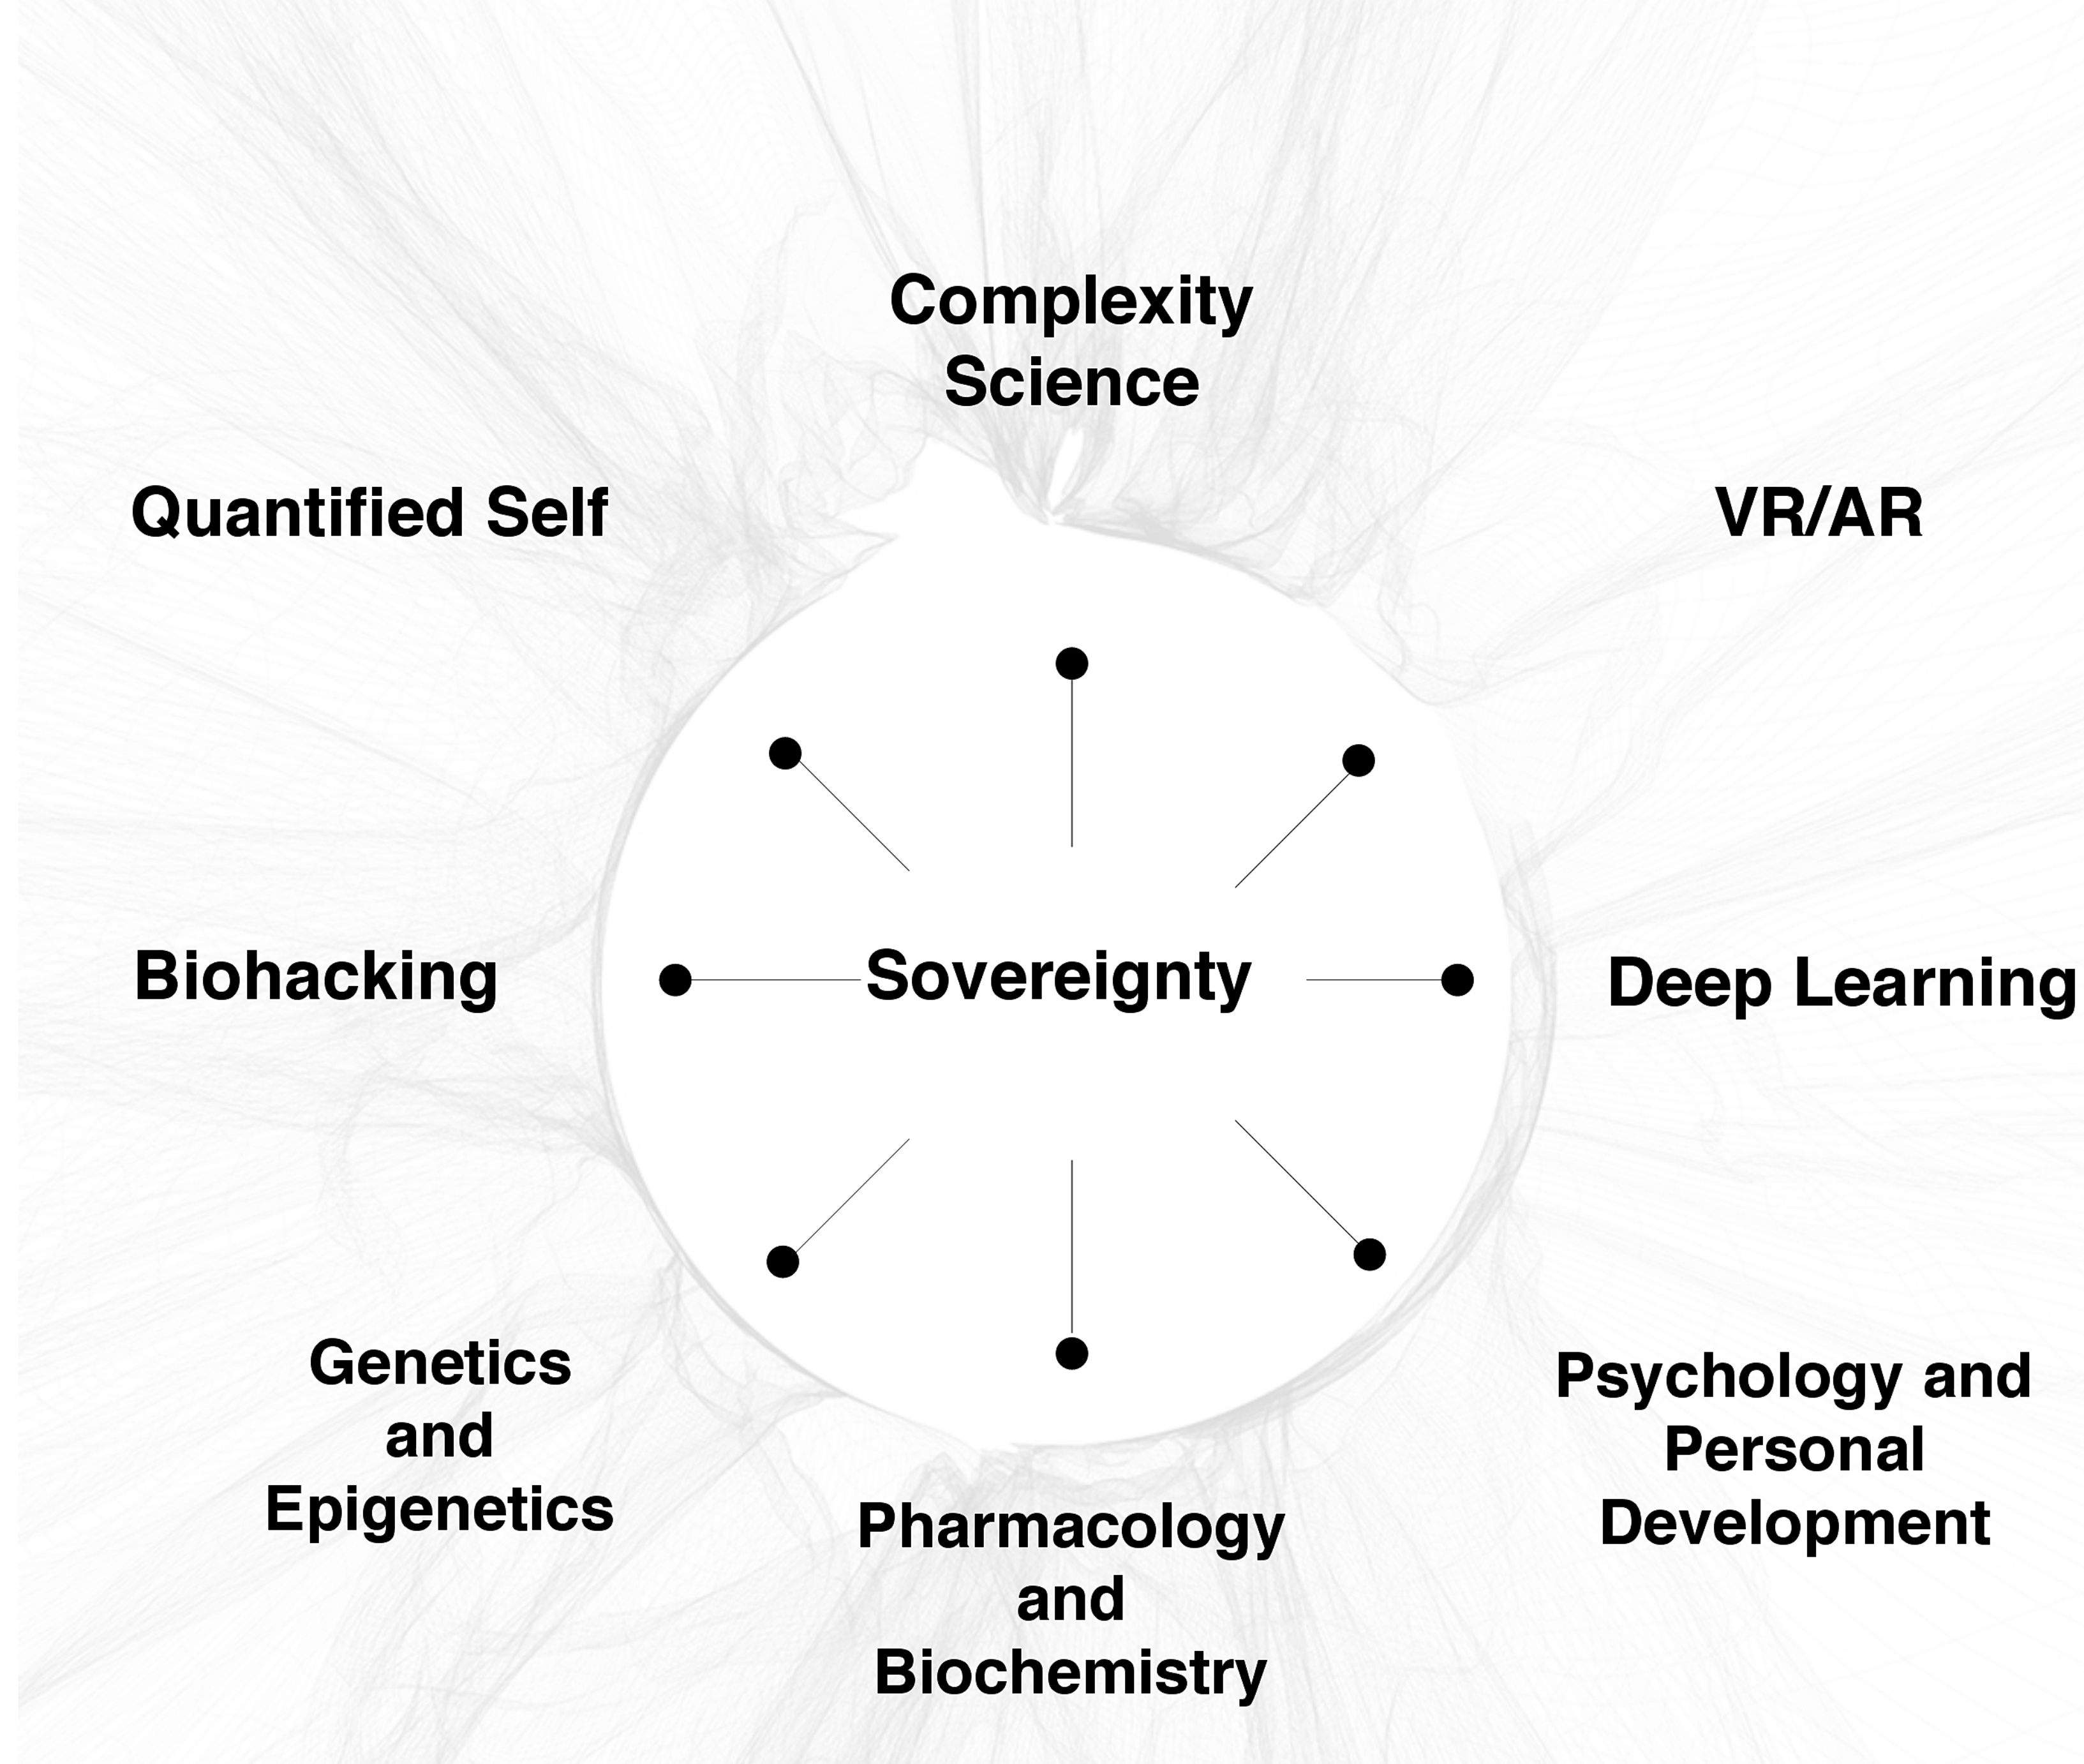 Complexity
Science
Quantified Self
VR/AR
Biohacking
Sovereignty
Deep Learning
Genetics
and
Epigenetics
Psychology and
Personal
Development
Pharmacology
and
Biochemistry